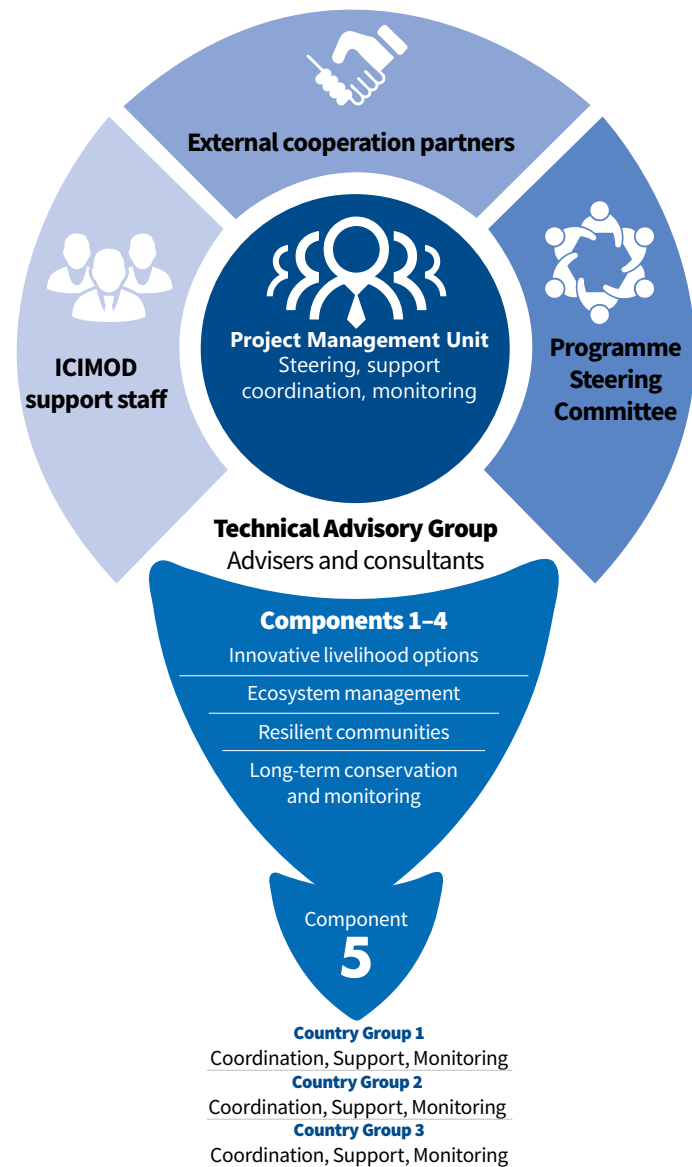 External cooperation partners
ICIMOD
support staff
Project Management Unit
Steering, support
coordination, monitoring
Programme
Steering
Committee
Technical Advisory Group
Advisers and consultants
Components 1–4
Innovative livelihood options
Ecosystem management
Resilient communities
Long-term conservation
and monitoring
Component
5
Country Group 1
Coordination, Support, Monitoring
Country Group 2
Coordination, Support, Monitoring
Country Group 3
Coordination, Support, Monitoring